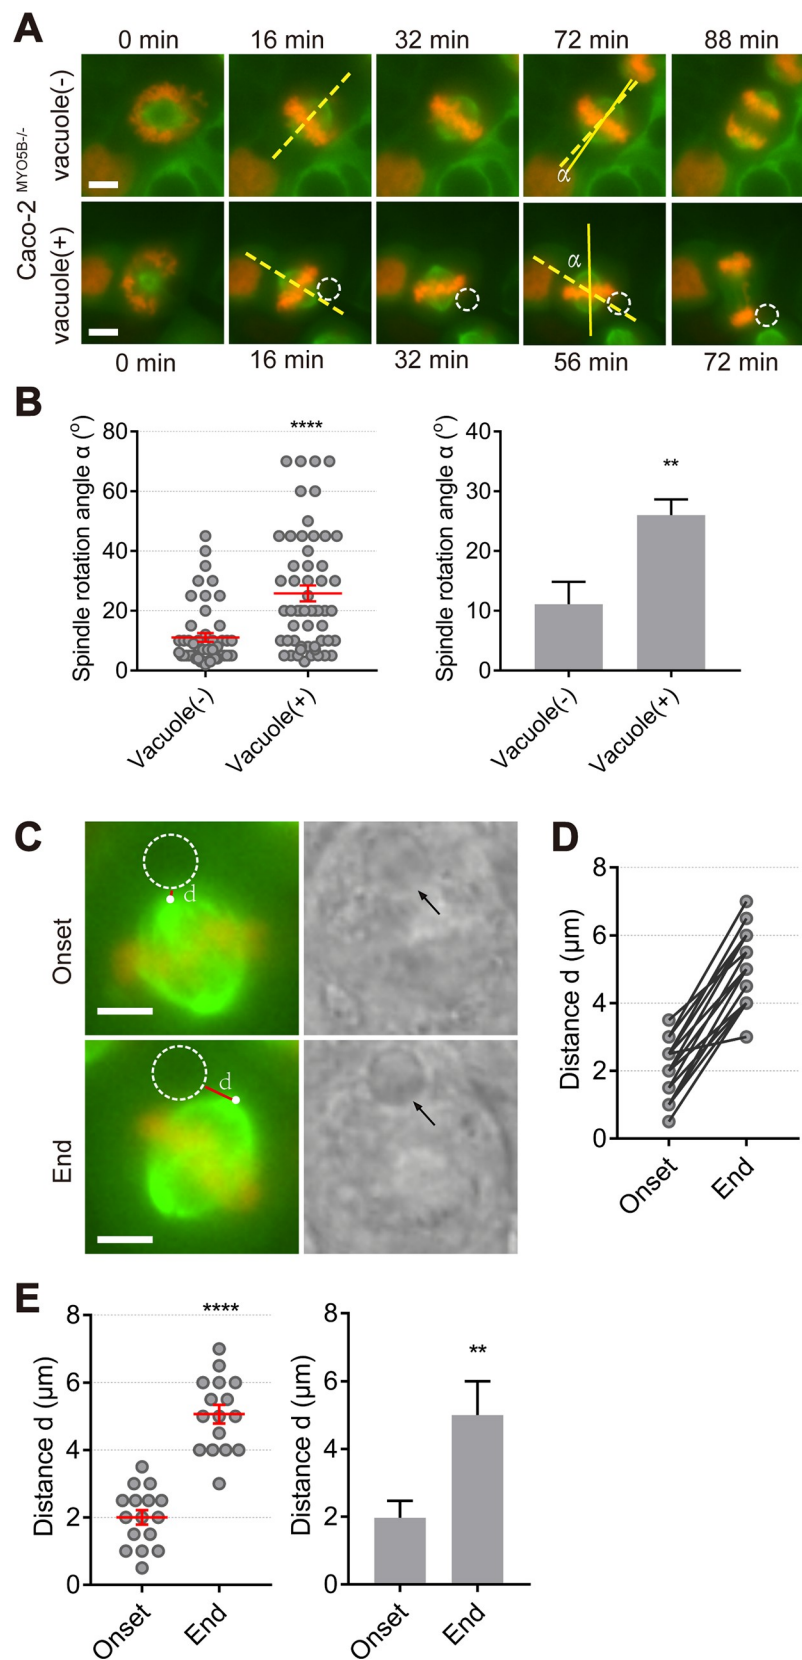 A
0 min 16 min 32 min 72 min 88 min
Caco-2 MYO5B-/-
vacuole(-)
α
vacuole(+)
α
0 min 16 min 32 min 56 min 72 min
B
Spindle rotation angle α (º)
80
60
40
20
0
****
Vacuole(-)
Vacuole(+)
Spindle rotation angle α (º)
40
30
20
10
0
**
Vacuole(-)
Vacuole(+)
C
Onset
d
End
d
D
Distance d (µm)
8
6
4
2
0
Onset
End
E
Distance d (µm)
8
6
4
2
0
****
Onset
End
Distance d (µm)
8
6
4
2
0
**
Onset
End